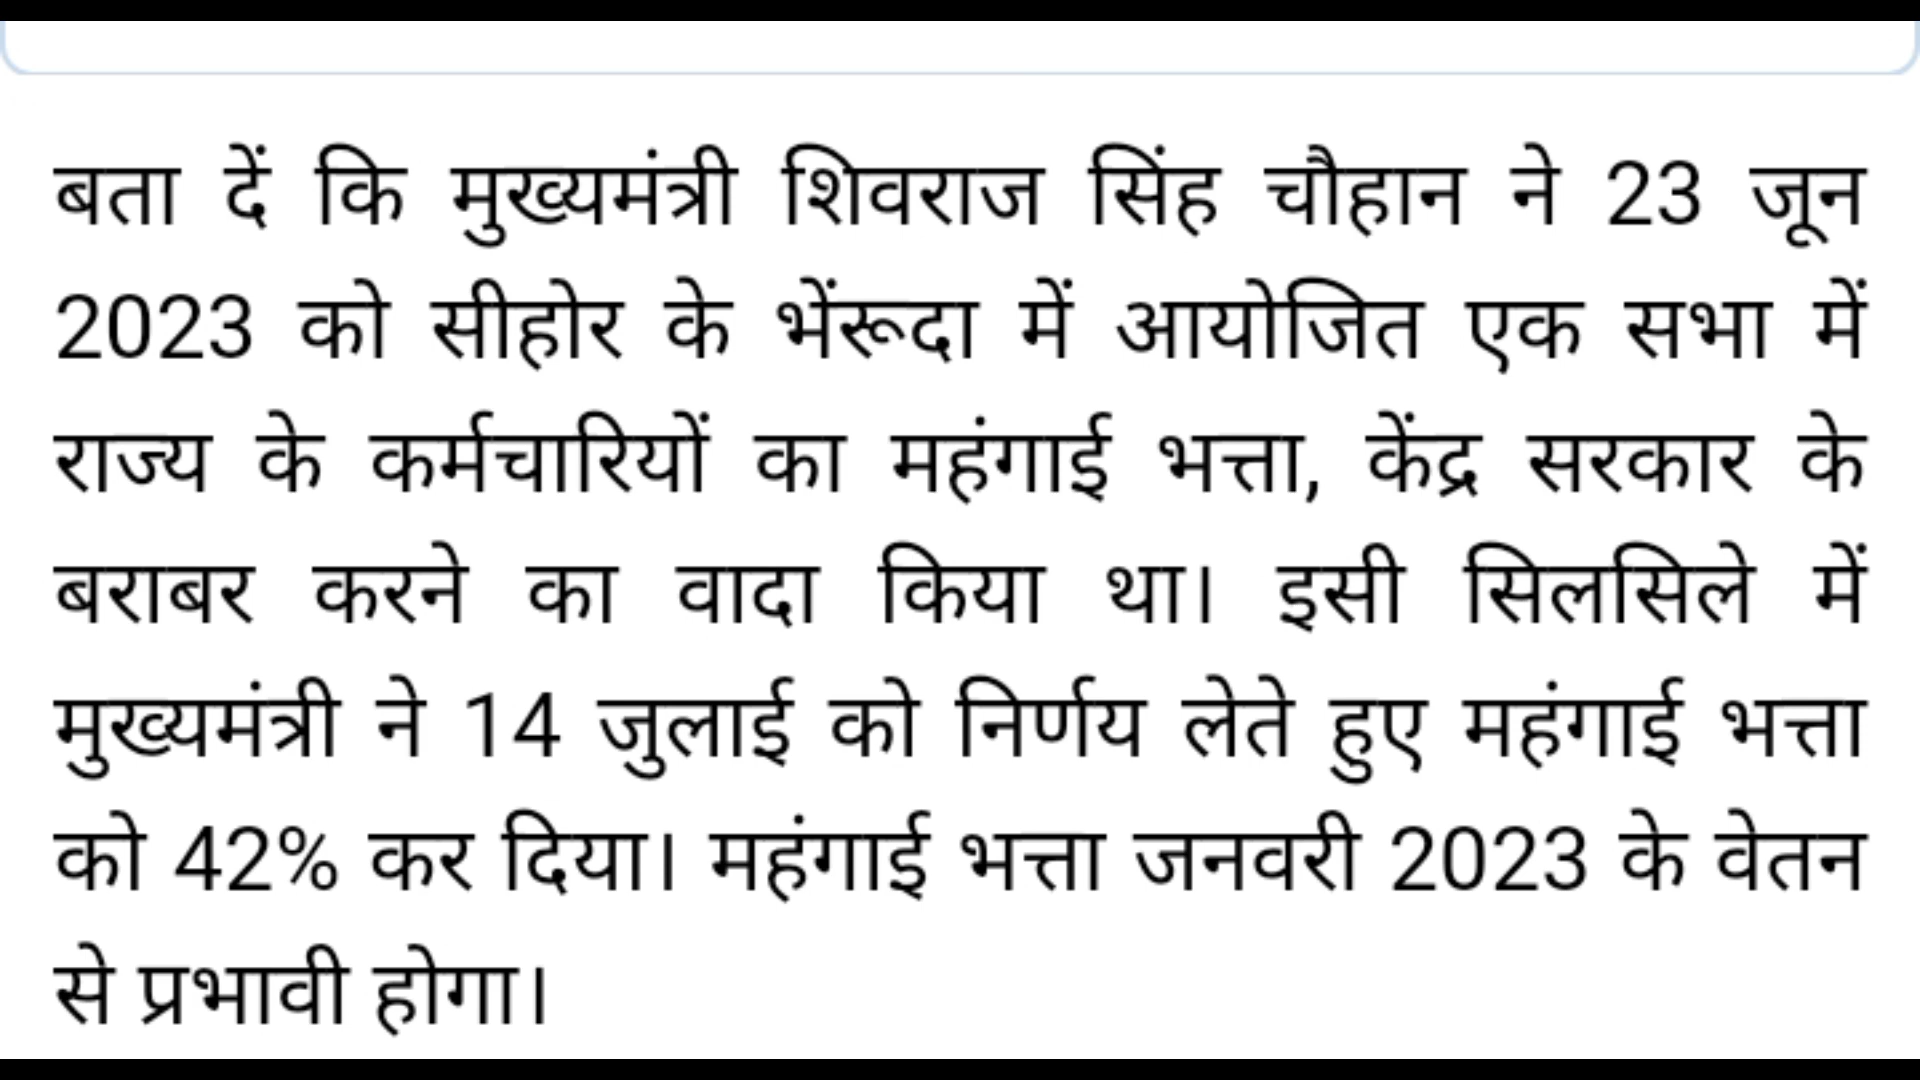 बता दें कि मुख्यमंत्री शिवराज सिंह चौहान ने 23 जून
2023 को सीहोर के भेंरूदा में आयोजित एक सभा में
राज्य के कर्मचारियों का महंगाई भत्ता, केंद्र सरकार के
बराबर करने का वादा किया था। इसी सिलसिले में
मुख्यमंत्री ने 14 जुलाई को निर्णय लेते हुए महंगाई भत्ता
को 42% कर दिया। महंगाई भत्ता जनवरी 2023 के वेतन
से प्रभावी होगा।